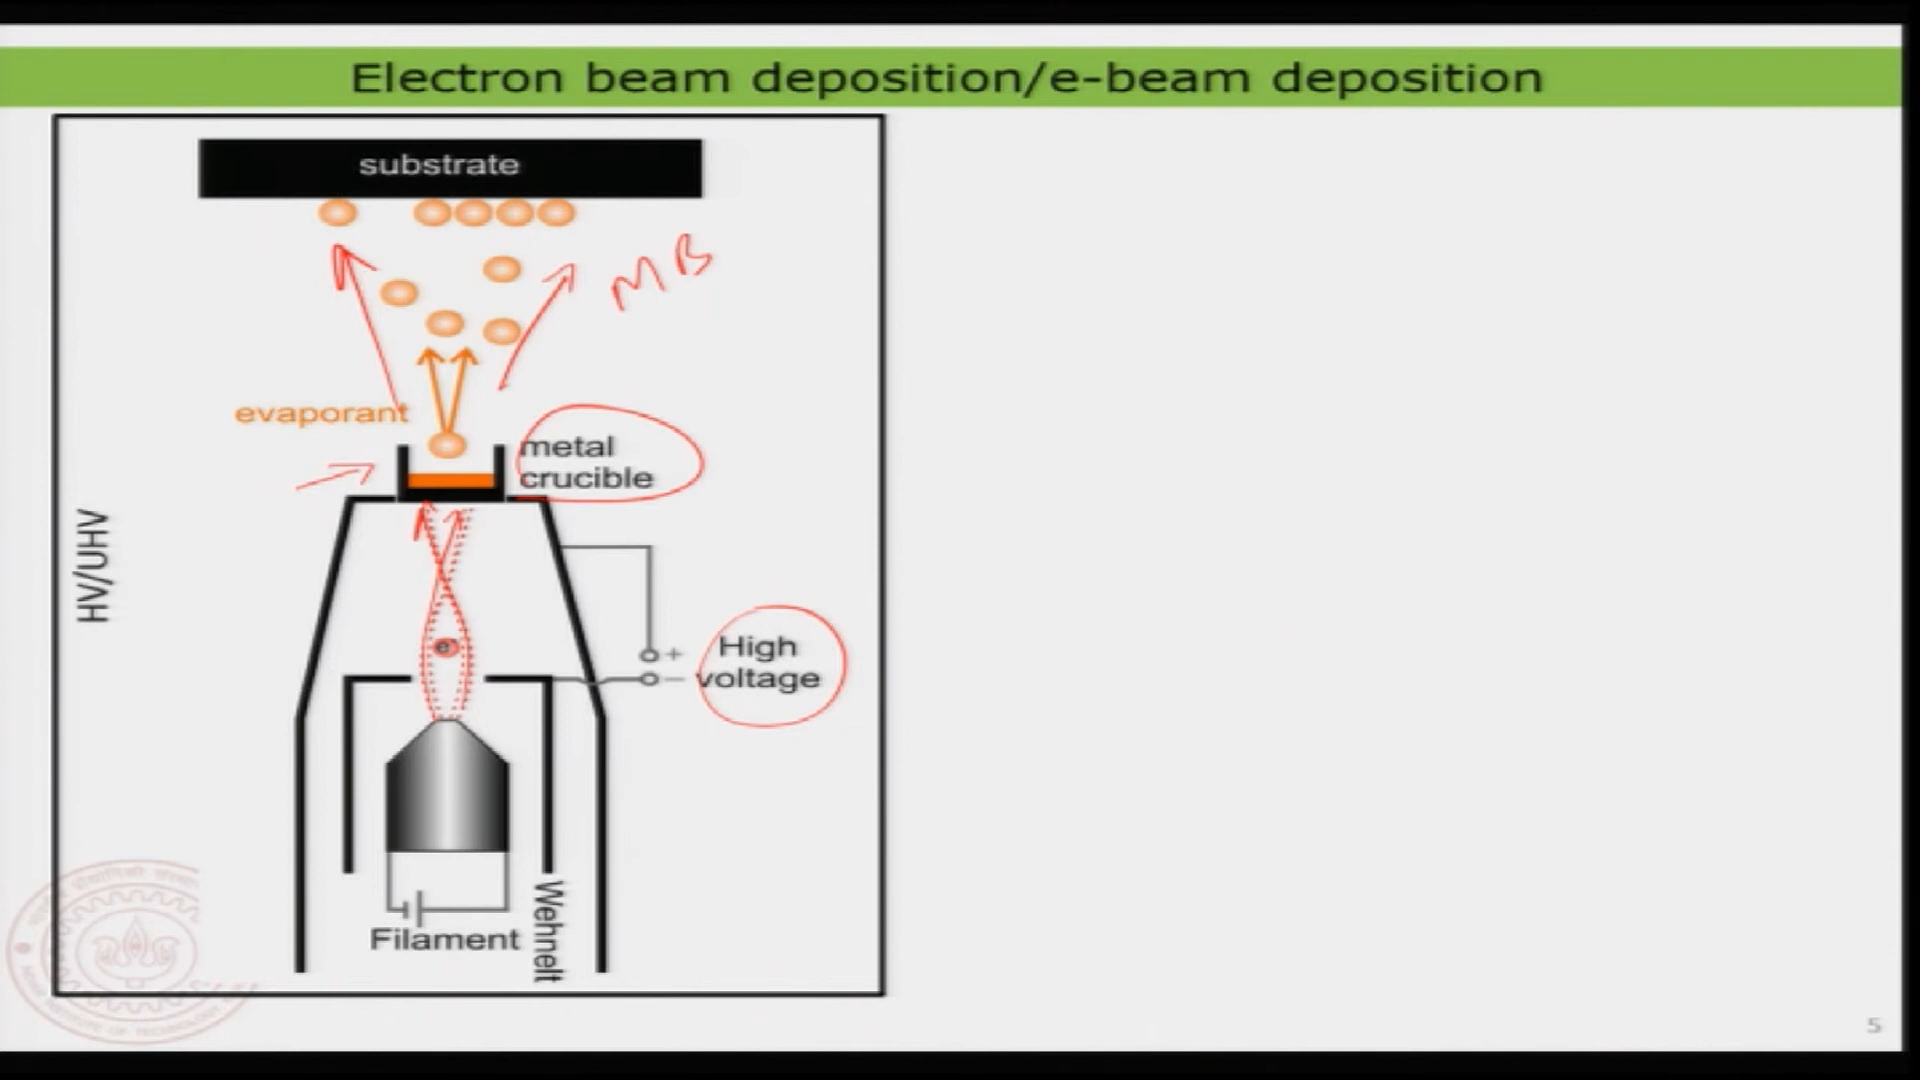 Electron beam deposition/e-beam deposition
substrate
MB
evaporant
metal
crucible
HV/UHV
e-
+ High
− voltage
Filament
Wehnelt
5